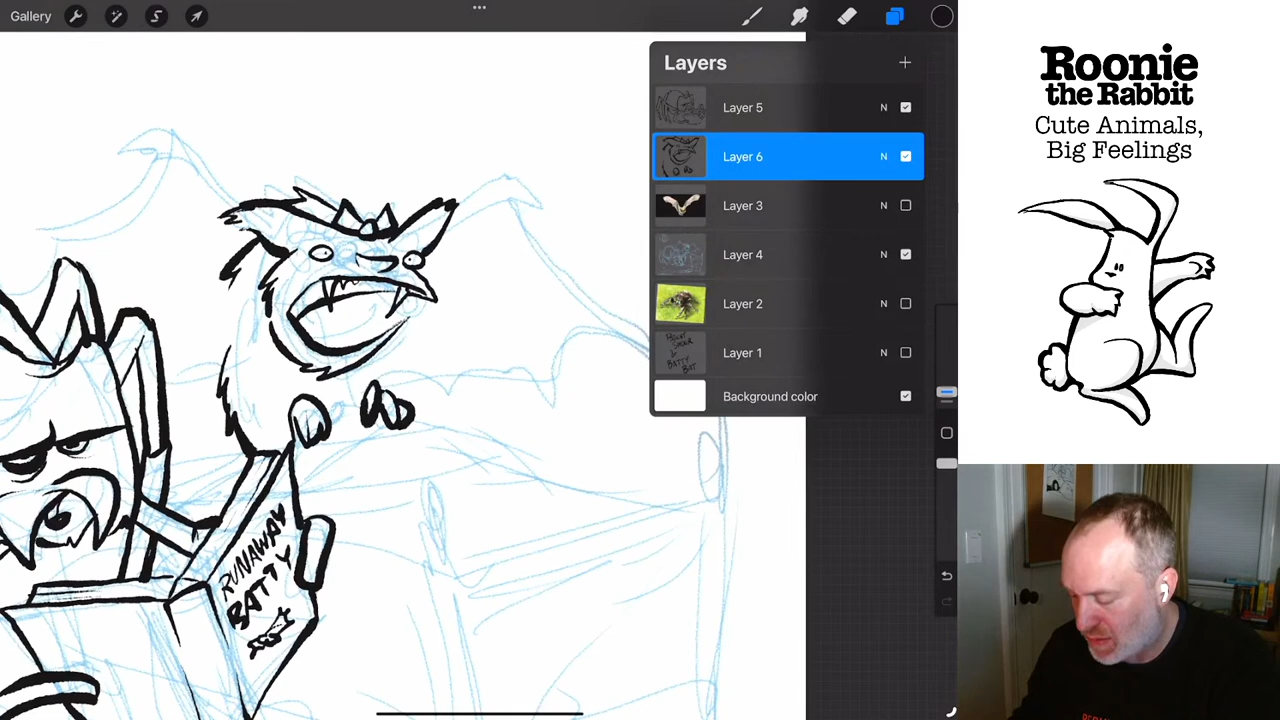 Gallery
Layers
Layer 5
N
Layer 6
N
Layer 3
N
Layer 4
N
Layer 2
N
Layer 1
N
Background color
RUNAWAY
BATTY
Roonie
the Rabbit
Cute Animals,
Big Feelings